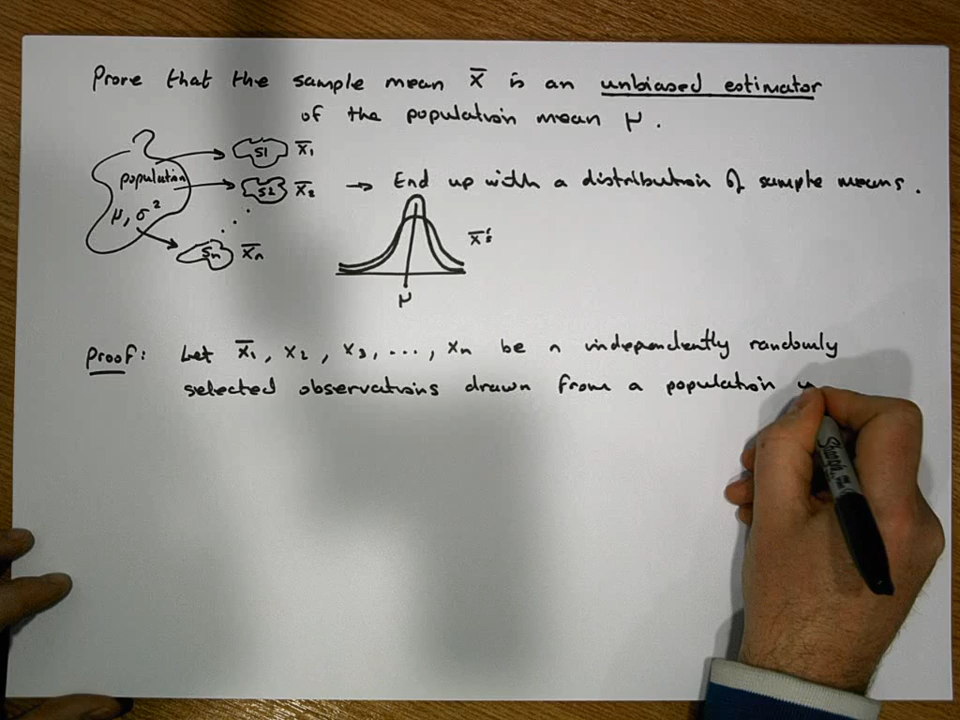 Prove that the sample mean X̄ is an unbiased estimator
of the population mean μ.
S1 X̄₁
population
S2 X̄₂ → End up with a distribution of sample means.
μ, σ²
Sn X̄n
X̄'s
μ
Proof: Let X̄₁, X₂, X₃, ..., Xn be n independently randomly
selected observations drawn from a population
Sharpie